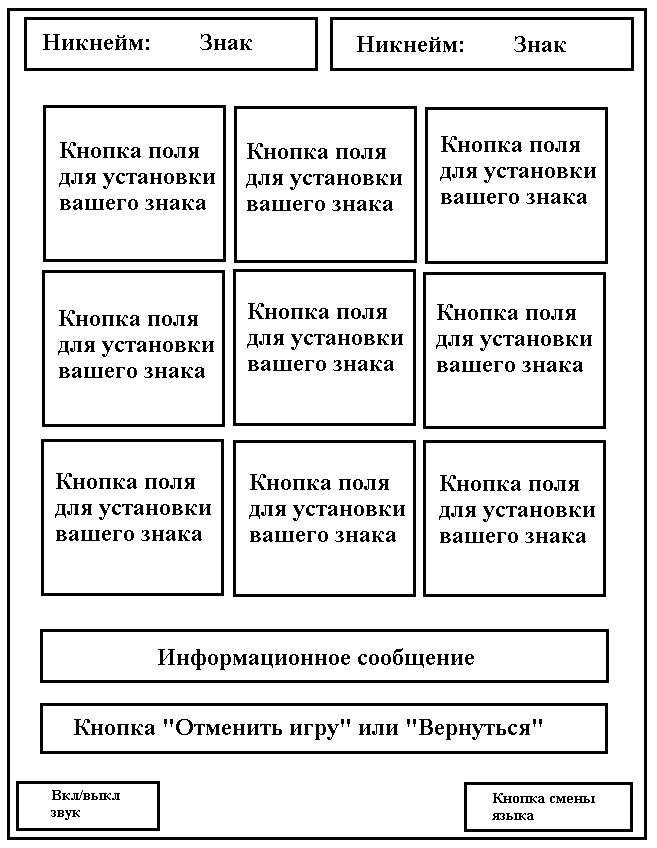 Никнейм: Знак
Никнейм: Знак
Кнопка поля
для установки
вашего знака
Кнопка поля
для установки
вашего знака
Кнопка поля
для установки
вашего знака
Кнопка поля
для установки
вашего знака
Кнопка поля
для установки
вашего знака
Кнопка поля
для установки
вашего знака
Кнопка поля
для установки
вашего знака
Кнопка поля
для установки
вашего знака
Кнопка поля
для установки
вашего знака
Информационное сообщение
Кнопка "Отменить игру" или "Вернуться"
Вкл/выкл
звук
Кнопка смены
языка